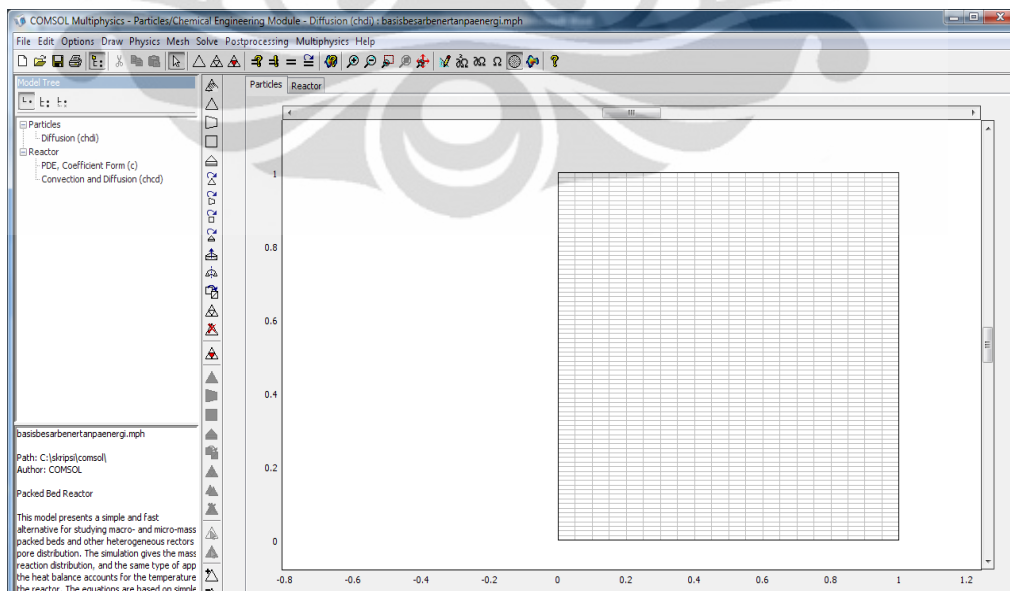 COMSOL Multiphysics - Particles/Chemical Engineering Module - Diffusion (chdi) : basisbesarbenertanpaenergi.mph
File Edit Options Draw Physics Mesh Solve Postprocessing Multiphysics Help
Model Tree
Particles
Diffusion (chdi)
Reactor
PDE, Coefficient Form (c)
Convection and Diffusion (chcd)
basisbesarbenertanpaenergi.mph
Path: C:\skripsi\comsol\
Author: COMSOL
Packed Bed Reactor
This model presents a simple and fast
alternative for studying macro- and micro-mass
packed beds and other heterogeneous rectors
pore distribution. The simulation gives the mass
reaction distribution, and the same type of app
the heat balance accounts for the temperature
the reactor. The equations are based on simple
Particles Reactor
1
0.8
0.6
0.4
0.2
0
-0.8 -0.6 -0.4 -0.2 0 0.2 0.4 0.6 0.8 1 1.2